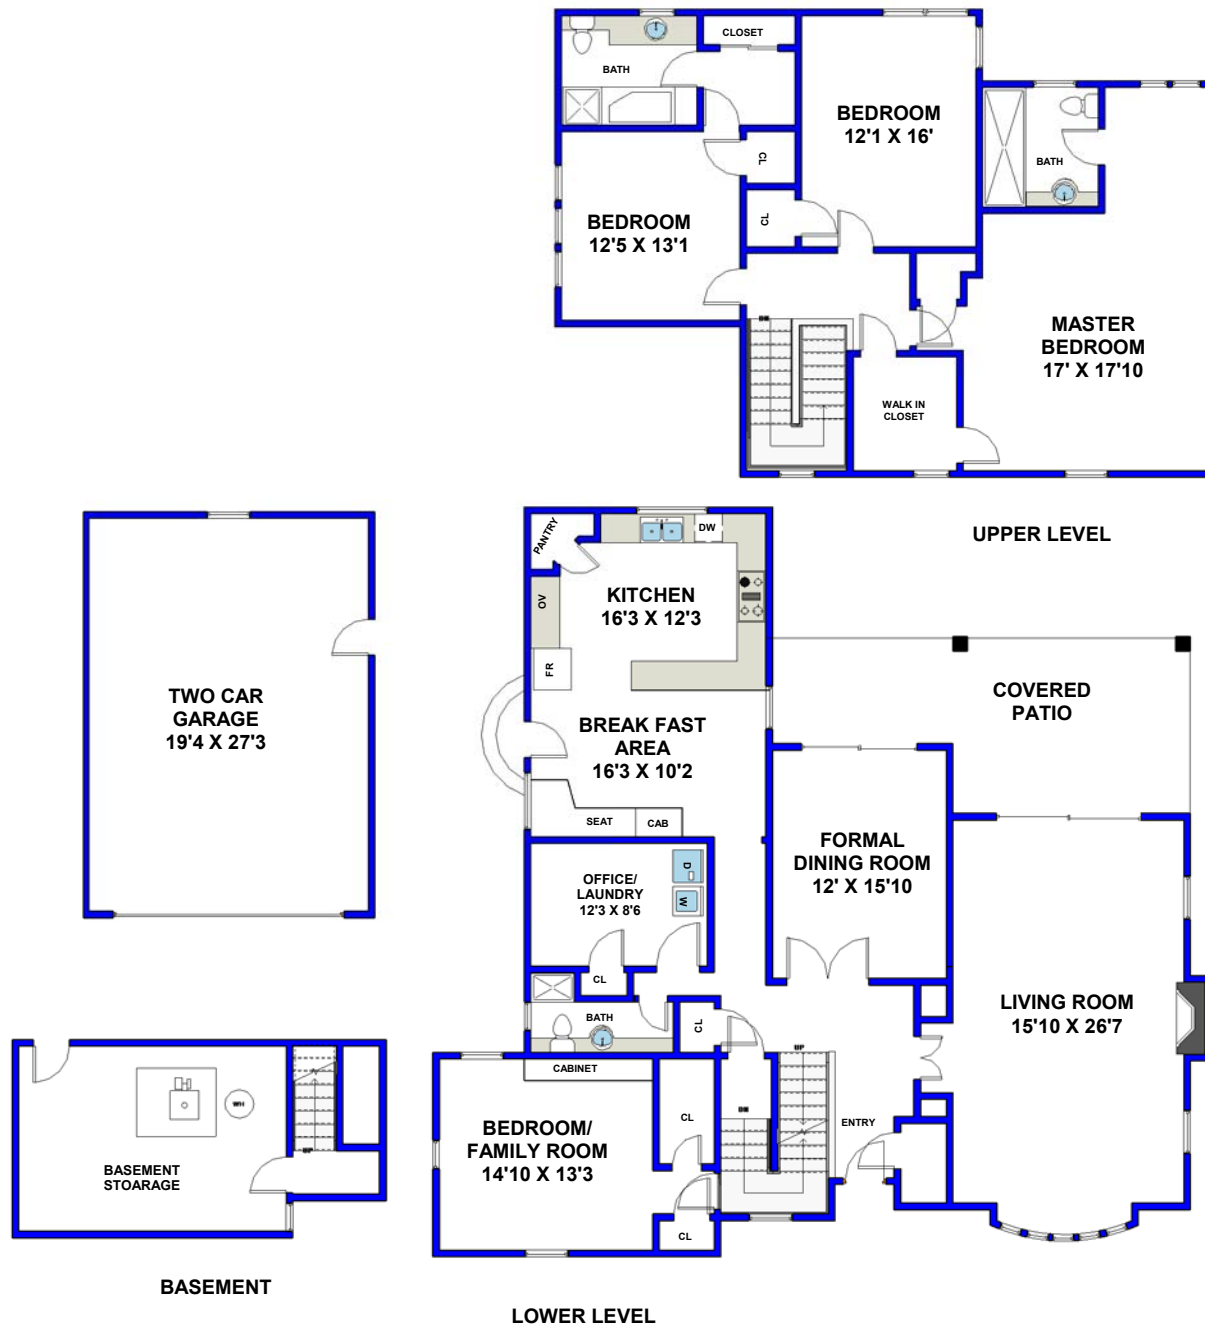 CLOSET
BATH
BEDROOM
12'1 X 16'
BATH
CL
CL
BEDROOM
12'5 X 13'1
DN
MASTER
BEDROOM
17' X 17'10
WALK IN
CLOSET
UPPER LEVEL
PANTRY
DW
KITCHEN
16'3 X 12'3
OV
FR
TWO CAR
GARAGE
19'4 X 27'3
BREAK FAST
AREA
16'3 X 10'2
SEAT
CAB
COVERED
PATIO
FORMAL
DINING ROOM
12' X 15'10
OFFICE/
LAUNDRY
12'3 X 8'6
D
W
CL
BATH
CL
LIVING ROOM
15'10 X 26'7
UP
CABINET
BEDROOM/
FAMILY ROOM
14'10 X 13'3
CL
DN
ENTRY
CL
WH
BASEMENT
STOARAGE
UP
BASEMENT
LOWER LEVEL